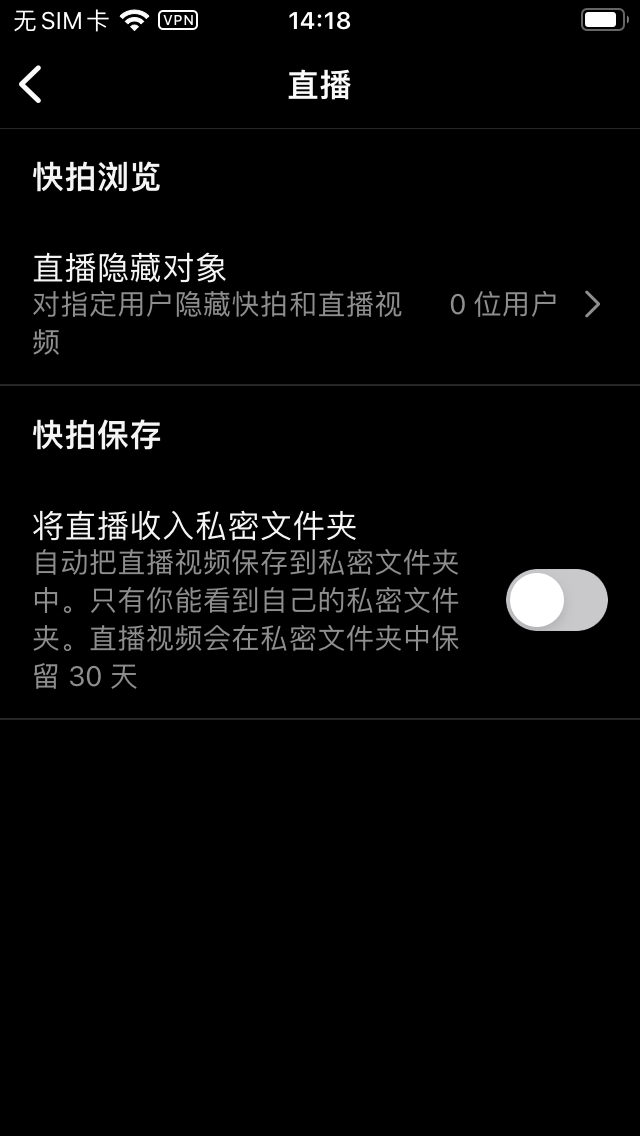 无SIM卡 VPN 14:18
直播
快拍浏览
直播隐藏对象
对指定用户隐藏快拍和直播视
频
0 位用户
快拍保存
将直播收入私密文件夹
自动把直播视频保存到私密文件夹
中。只有你能看到自己的私密文件
夹。直播视频会在私密文件夹中保
留 30 天